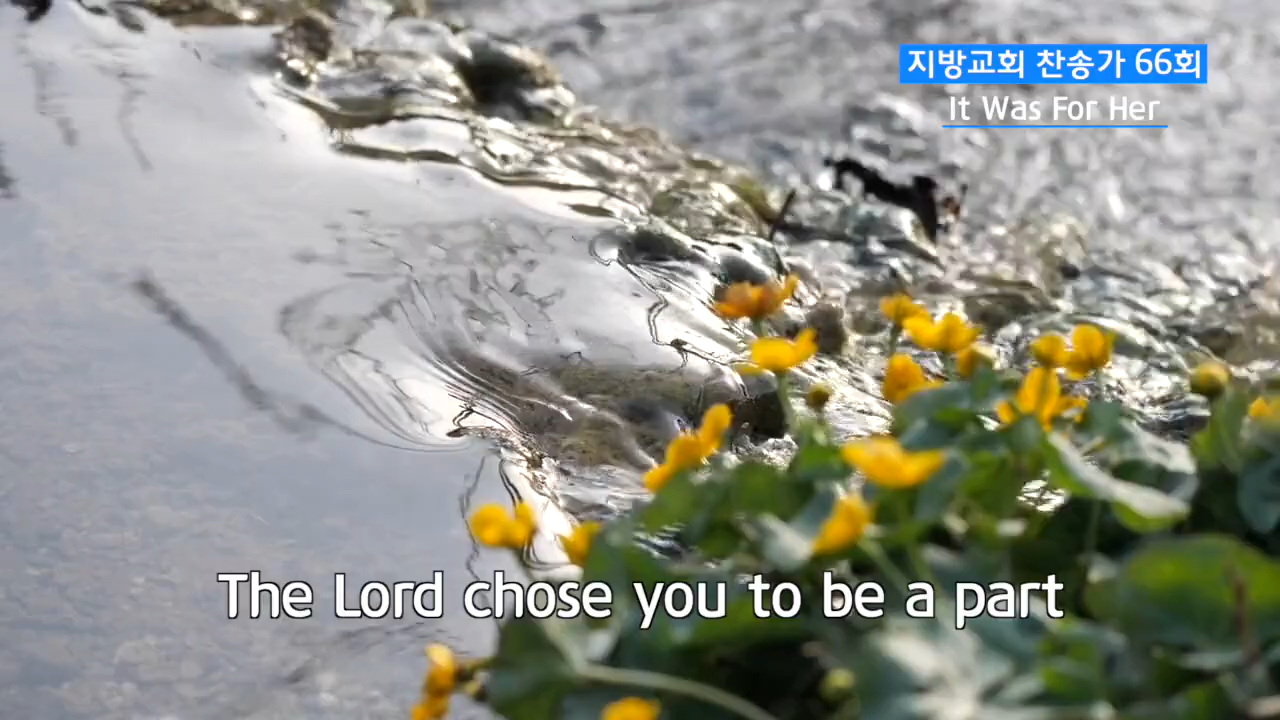 지방교회 찬송가 66회
It Was For Her
The Lord chose you to be a part